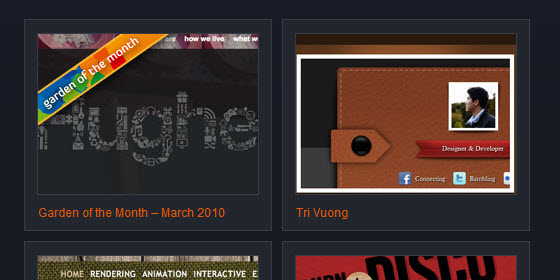 how we live what w
garden of the month
Hugho
Designer & Developer
Connecting Rambling
Garden of the Month – March 2010
Tri Vuong
HOME RENDERING ANIMATION INTERACTIVE E
DISCO